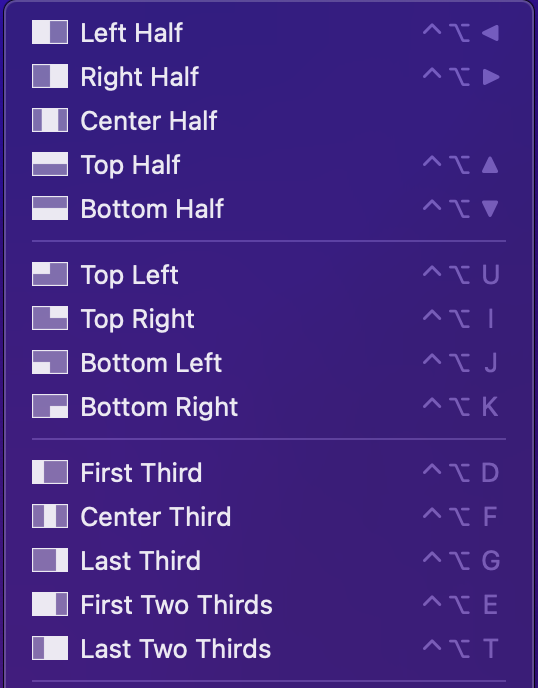 Left Half ^⌥◀
Right Half ^⌥▶
Center Half
Top Half ^⌥▲
Bottom Half ^⌥▼
Top Left ^⌥ U
Top Right ^⌥ I
Bottom Left ^⌥ J
Bottom Right ^⌥ K
First Third ^⌥ D
Center Third ^⌥ F
Last Third ^⌥ G
First Two Thirds ^⌥ E
Last Two Thirds ^⌥ T